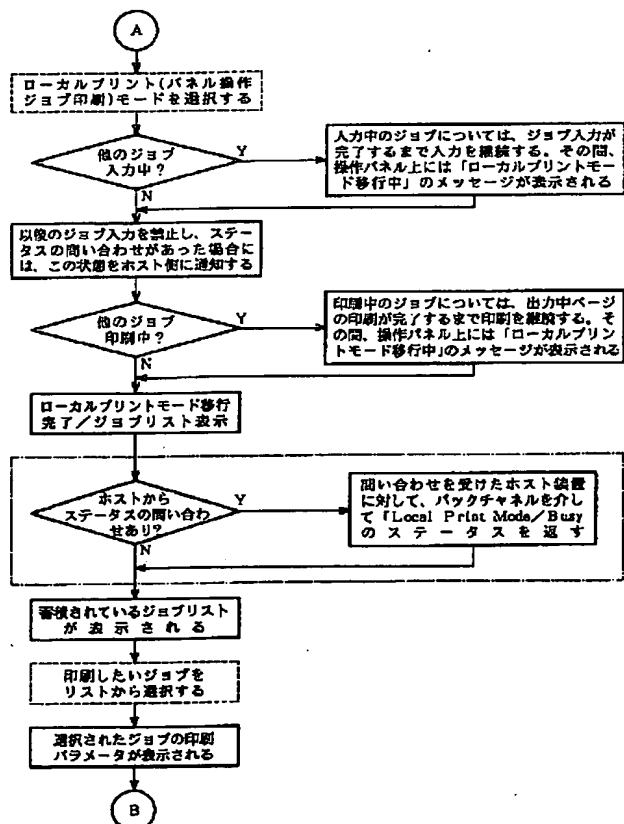 A
ローカルプリント(パネル操作
ジョブ印刷)モードを選択する
他のジョブ
入力中?
Y
入力中のジョブについては、ジョブ入力が
完了するまで入力を継続する。その間、
操作パネル上には「ローカルプリントモー
ド移行中」のメッセージが表示される
N
以後のジョブ入力を禁止し、ステー
タスの問い合わせがあった場合に
は、この状態をホスト側に通知する
他のジョブ
印刷中?
Y
印刷中のジョブについては、出力中ページ
の印刷が完了するまで印刷を継続する。そ
の間、操作パネル上には「ローカルプリント
モード移行中」のメッセージが表示される
N
ローカルプリントモード移行
完了/ジョブリスト表示
ホストから
ステータスの問い合わ
せあり?
Y
問い合わせを受けたホスト装置
に対して、バックチャネルを介し
て「Local Print Mode/Busy
のステータスを返す
N
蓄積されているジョブリスト
が表示される
印刷したいジョブを
リストから選択する
選択されたジョブの印刷
パラメータが表示される
B